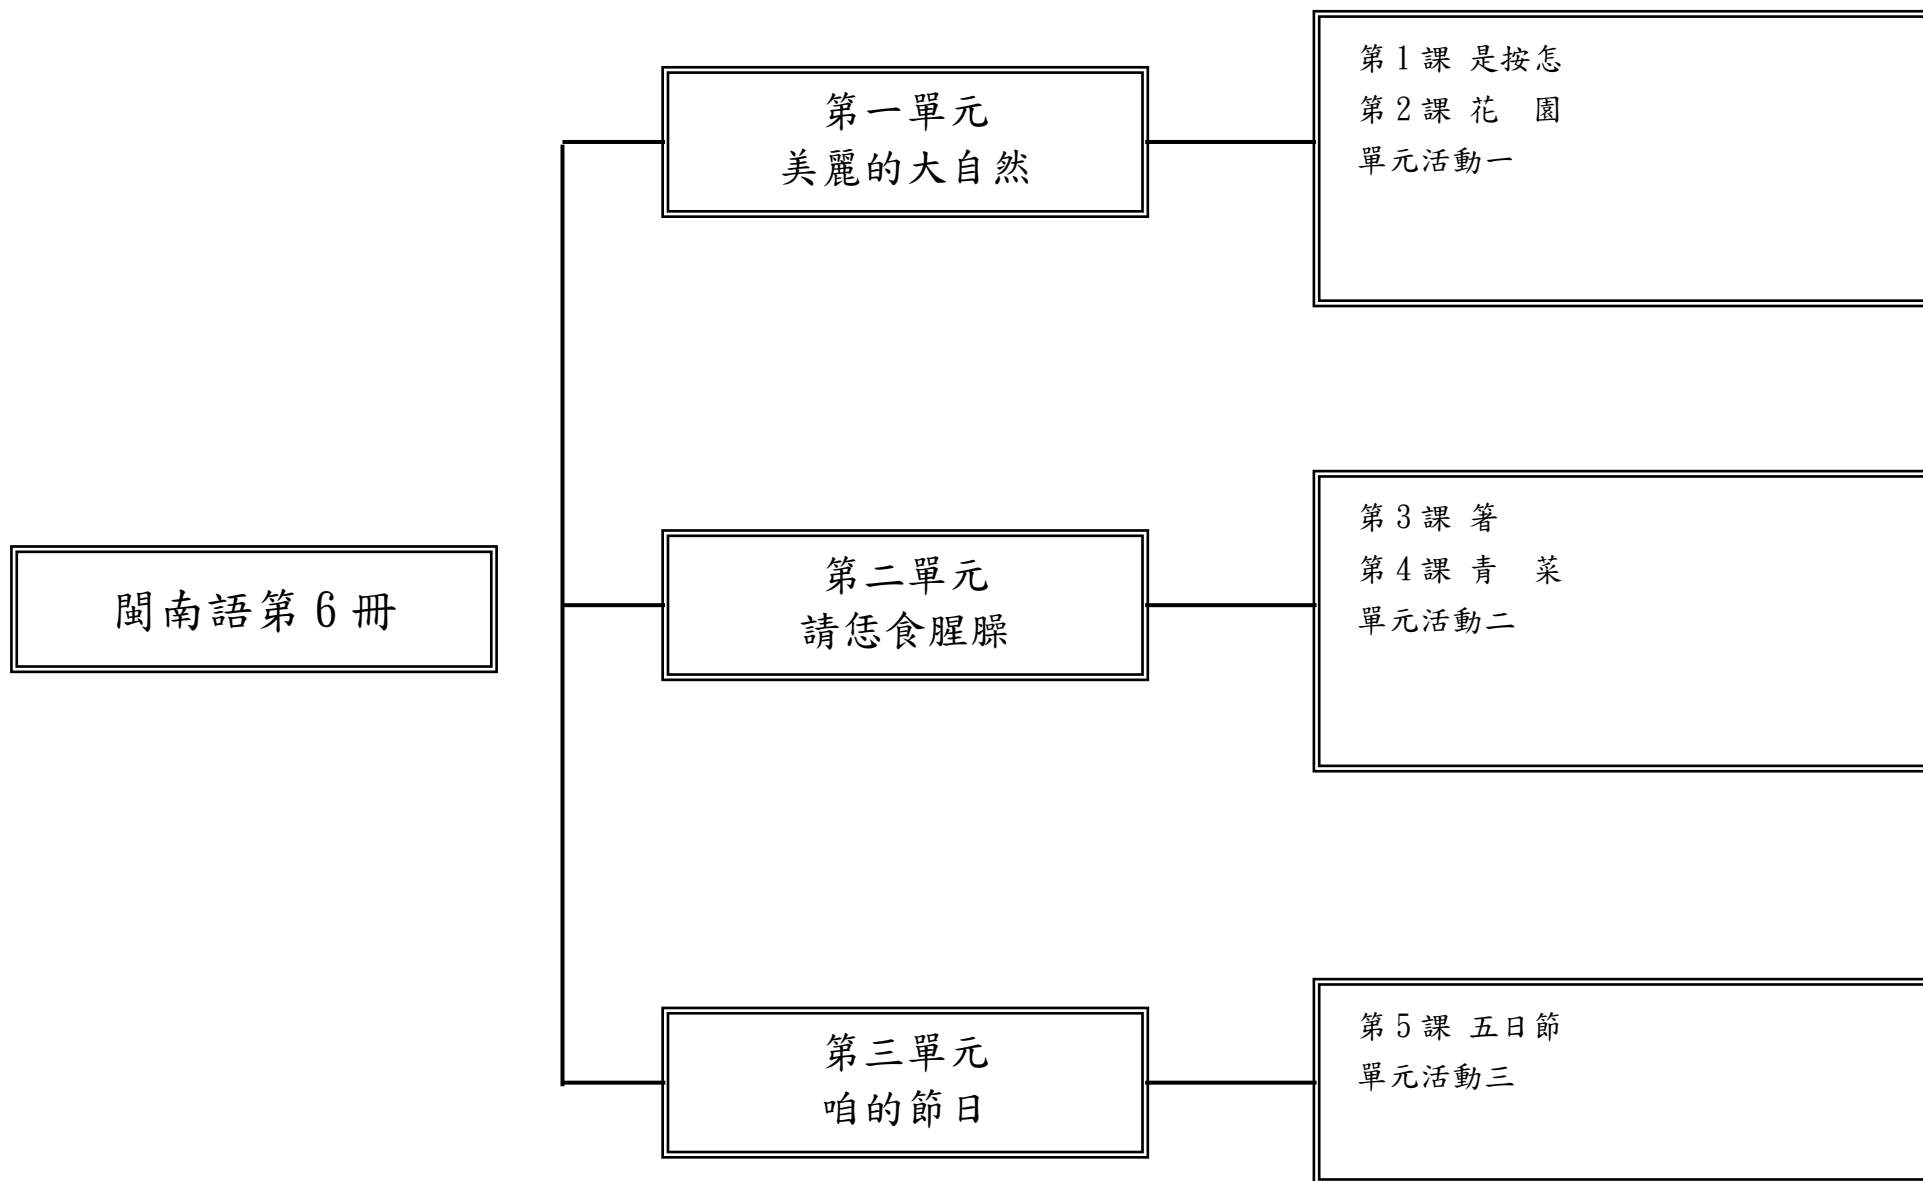 閩南語第6冊
第一單元
美麗的大自然
第1課 是按怎
第2課 花　園
單元活動一
第二單元
請恁食腥臊
第3課 箸
第4課 青　菜
單元活動二
第三單元
咱的節日
第5課 五日節
單元活動三